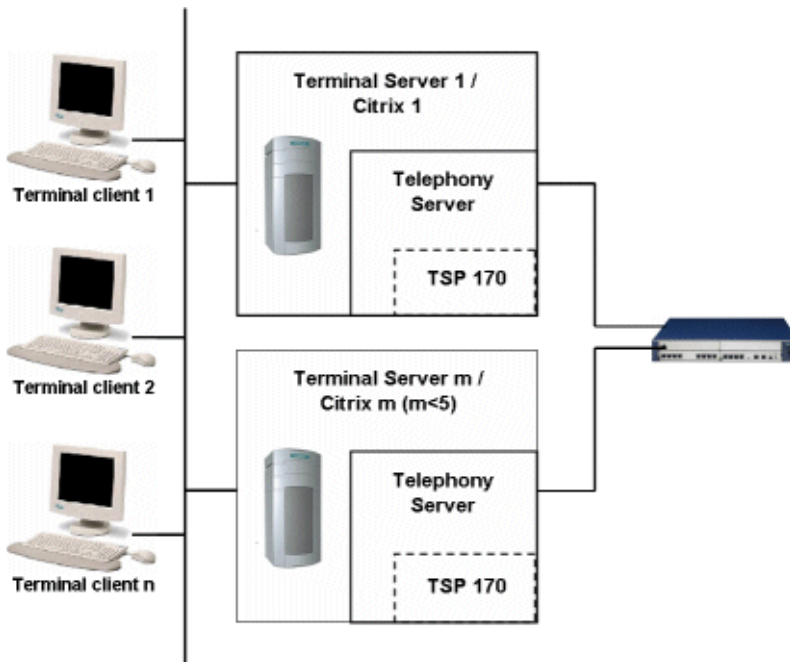 Terminal Server 1 /
Citrix 1
Telephony
Server
TSP 170
Terminal client 1
Terminal client 2
Terminal Server m /
Citrix m (m<5)
Telephony
Server
TSP 170
Terminal client n